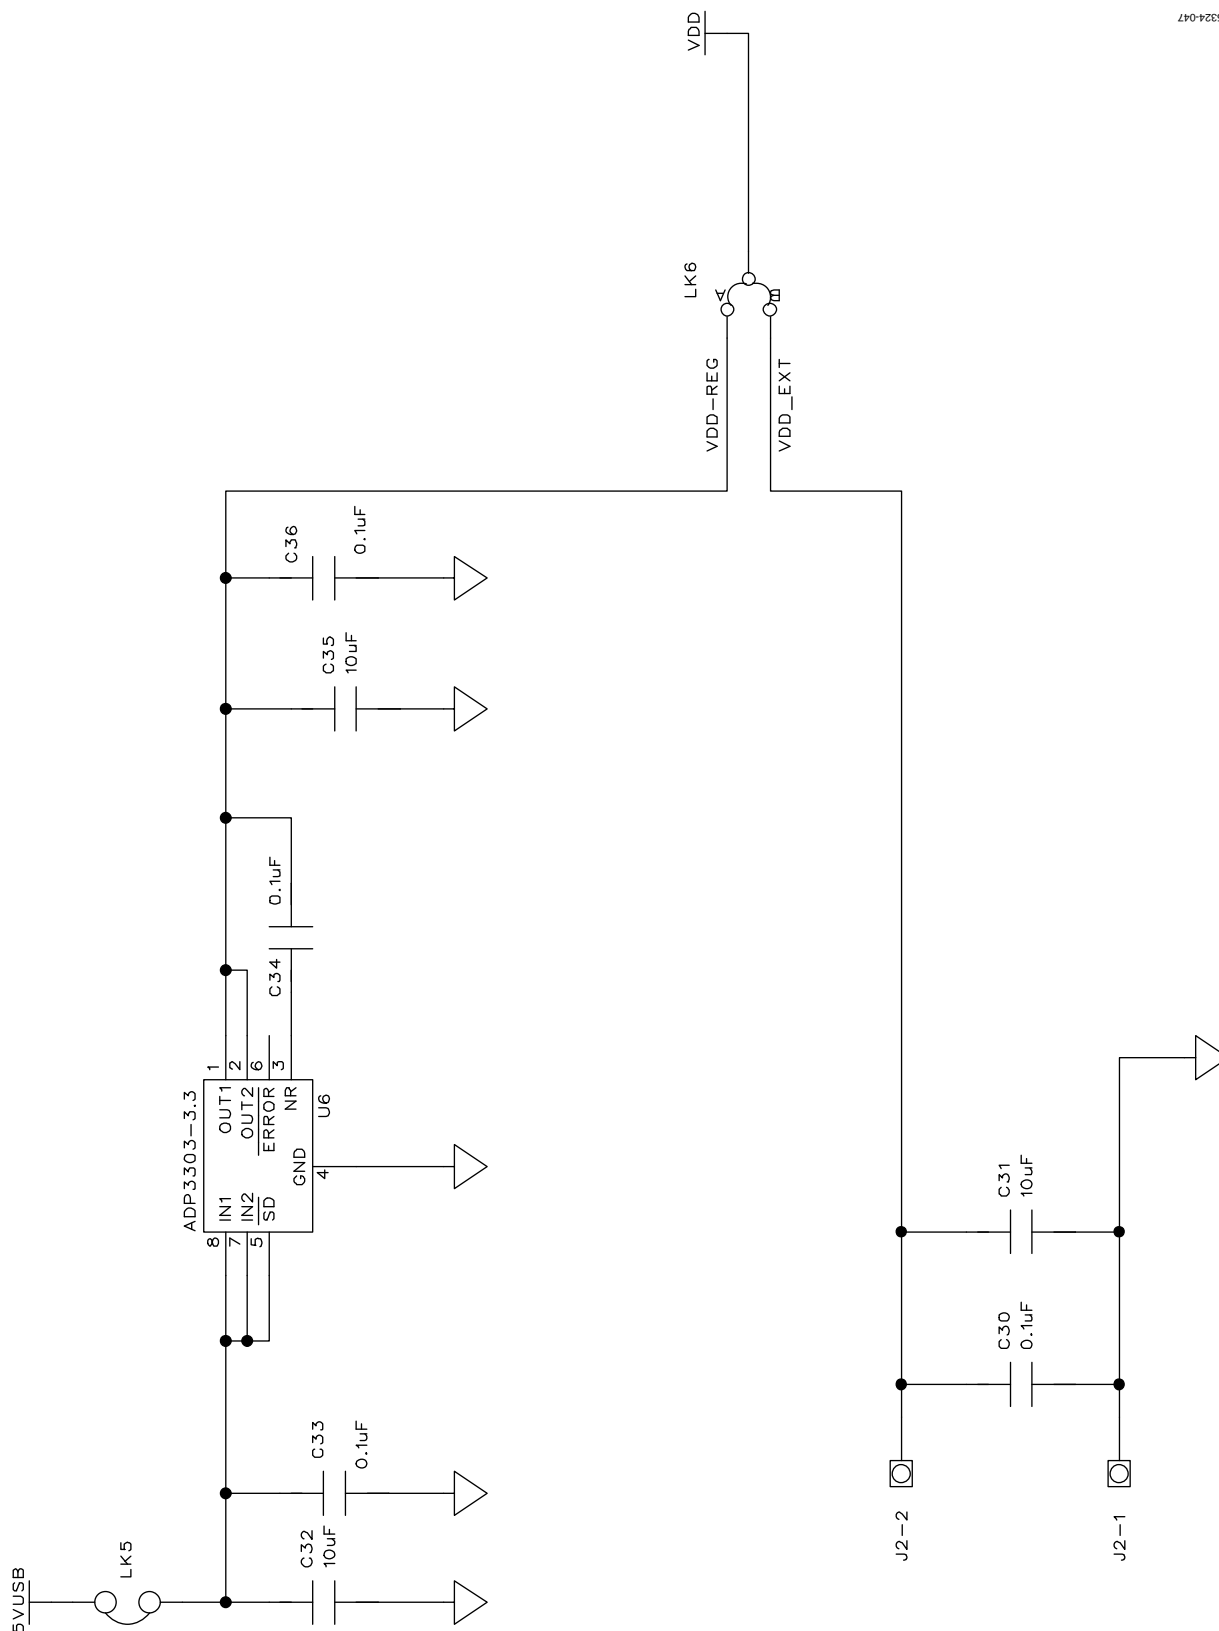 5VUSB
LK5
C32
10uF
C33
0.1uF
ADP3303-3.3
8
IN1
7
IN2
5
SD
GND
4
OUT1
1
OUT2
2
ERROR
6
NR
3
U6
C34
0.1uF
C35
10uF
C36
0.1uF
VDD-REG
VDD_EXT
LK6
A
B
VDD
J2-2
J2-1
C30
0.1uF
C31
10uF